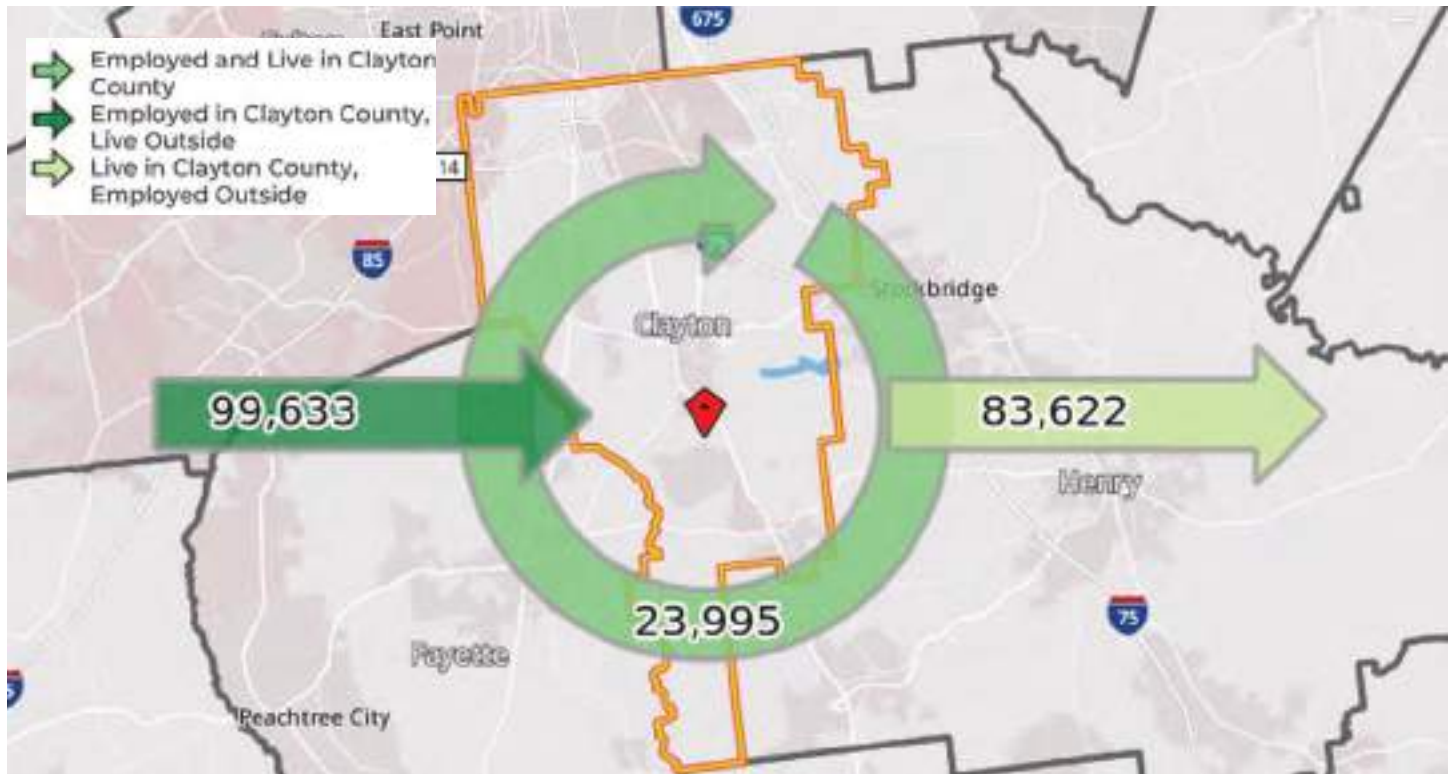 675
East Point
Employed and Live in Clayton
County
Employed in Clayton County,
Live Outside
Live in Clayton County,
Employed Outside
14
85
Stockbridge
Clayton
99,633
83,622
Henry
23,995
75
Fayette
Peachtree City